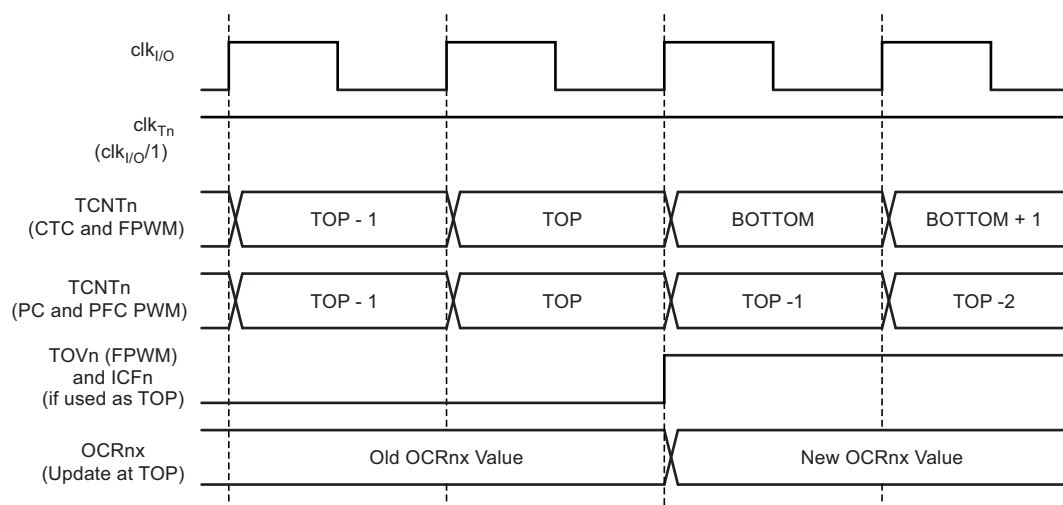 clkI/O
clkTn
(clkI/O/1)
TCNTn
(CTC and FPWM)
TOP - 1
TOP
BOTTOM
BOTTOM + 1
TCNTn
(PC and PFC PWM)
TOP - 1
TOP
TOP -1
TOP -2
TOVn (FPWM)
and ICFn
(if used as TOP)
OCRnx
(Update at TOP)
Old OCRnx Value
New OCRnx Value